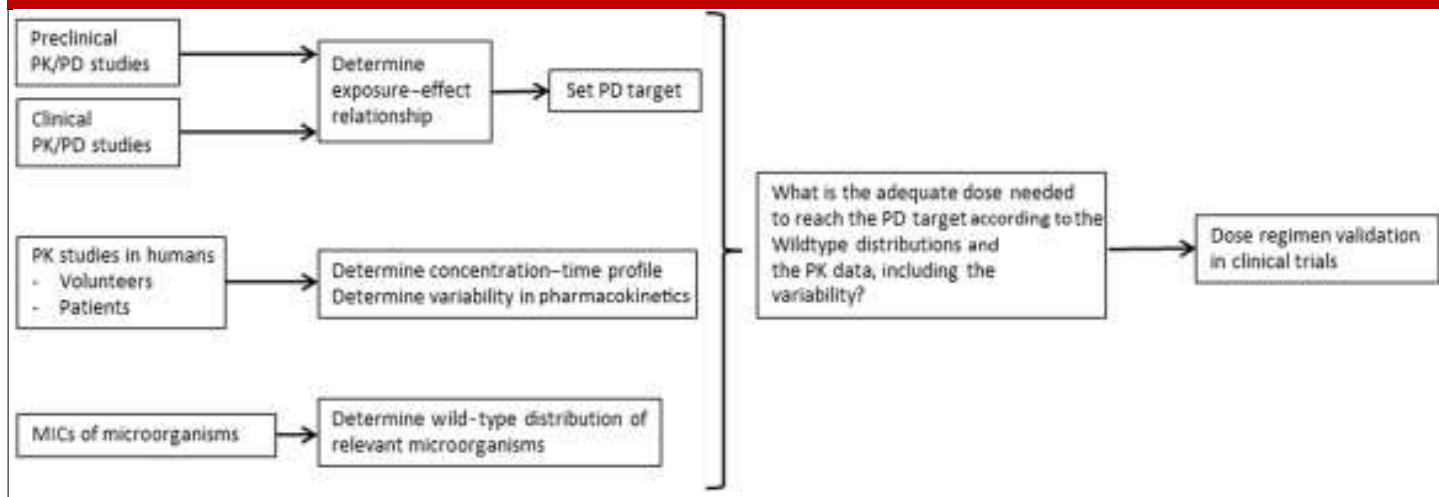 Preclinical
PK/PD studies
Clinical
PK/PD studies
Determine
exposure–effect
relationship
Set PD target
PK studies in humans
- Volunteers
- Patients
Determine concentration–time profile
Determine variability in pharmacokinetics
MICs of microorganisms
Determine wild–type distribution of
relevant microorganisms
What is the adequate dose needed
to reach the PD target according to the
Wildtype distributions and
the PK data, including the
variability?
Dose regimen validation
in clinical trials